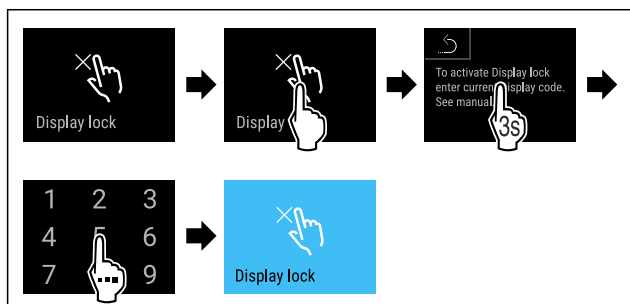 Display lock
Display
To activate Display lock
enter current display code.
See manual
3s
1 2 3
4 5 6
7 9
Display lock